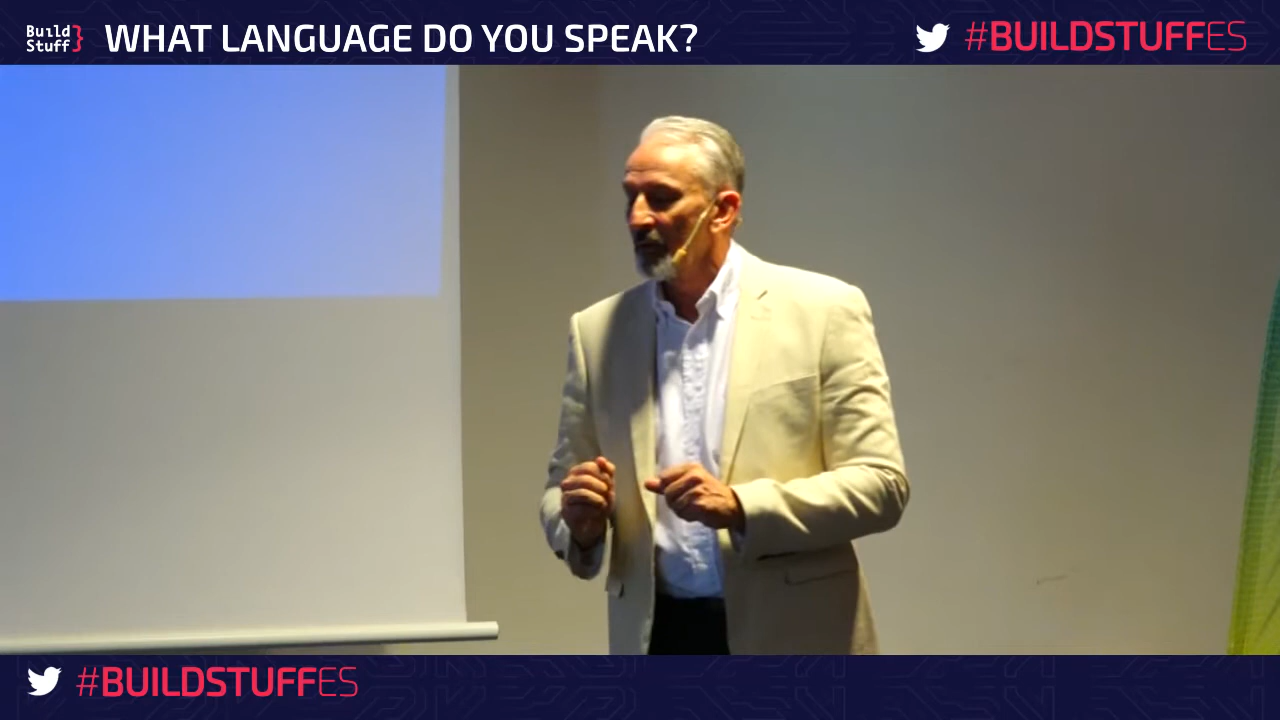 Build
Stuff}
WHAT LANGUAGE DO YOU SPEAK?
#BUILDSTUFFES
#BUILDSTUFFES